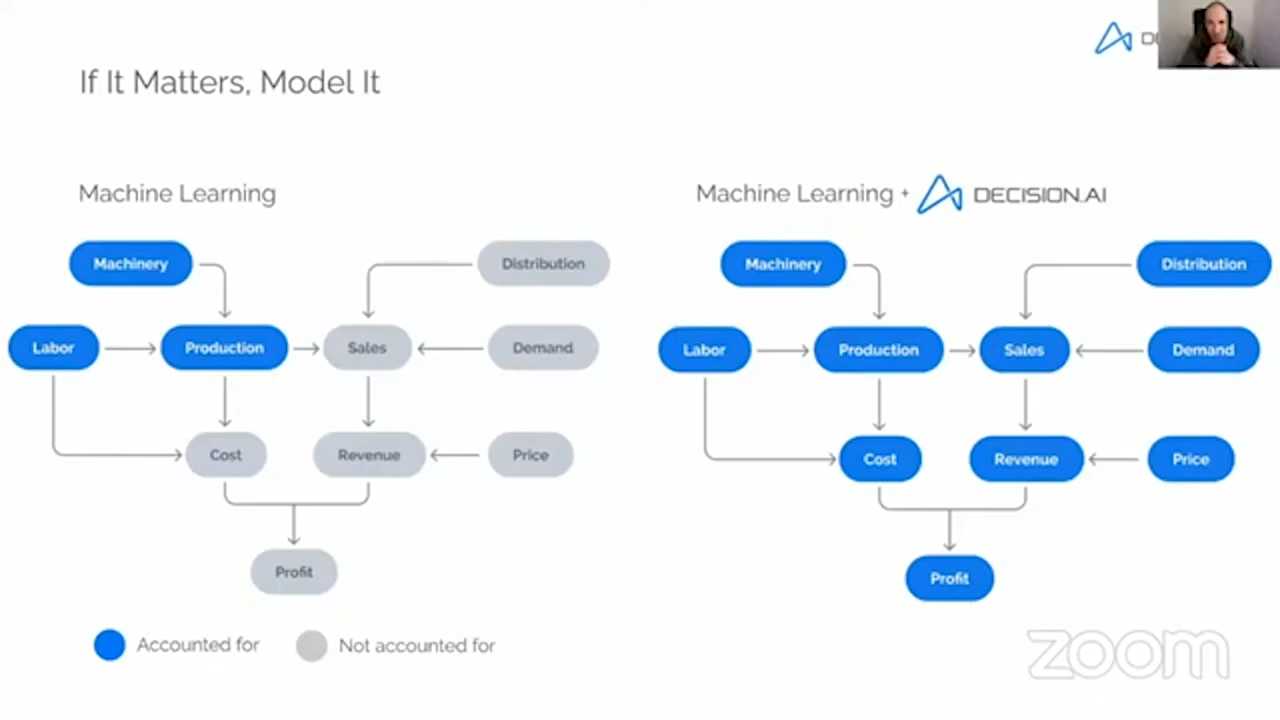 If It Matters, Model It
Machine Learning
Machinery
Distribution
Labor
Production
Sales
Demand
Cost
Revenue
Price
Profit
Accounted for
Not accounted for
Machine Learning + DECISION.AI
Machinery
Distribution
Labor
Production
Sales
Demand
Cost
Revenue
Price
Profit
zoom